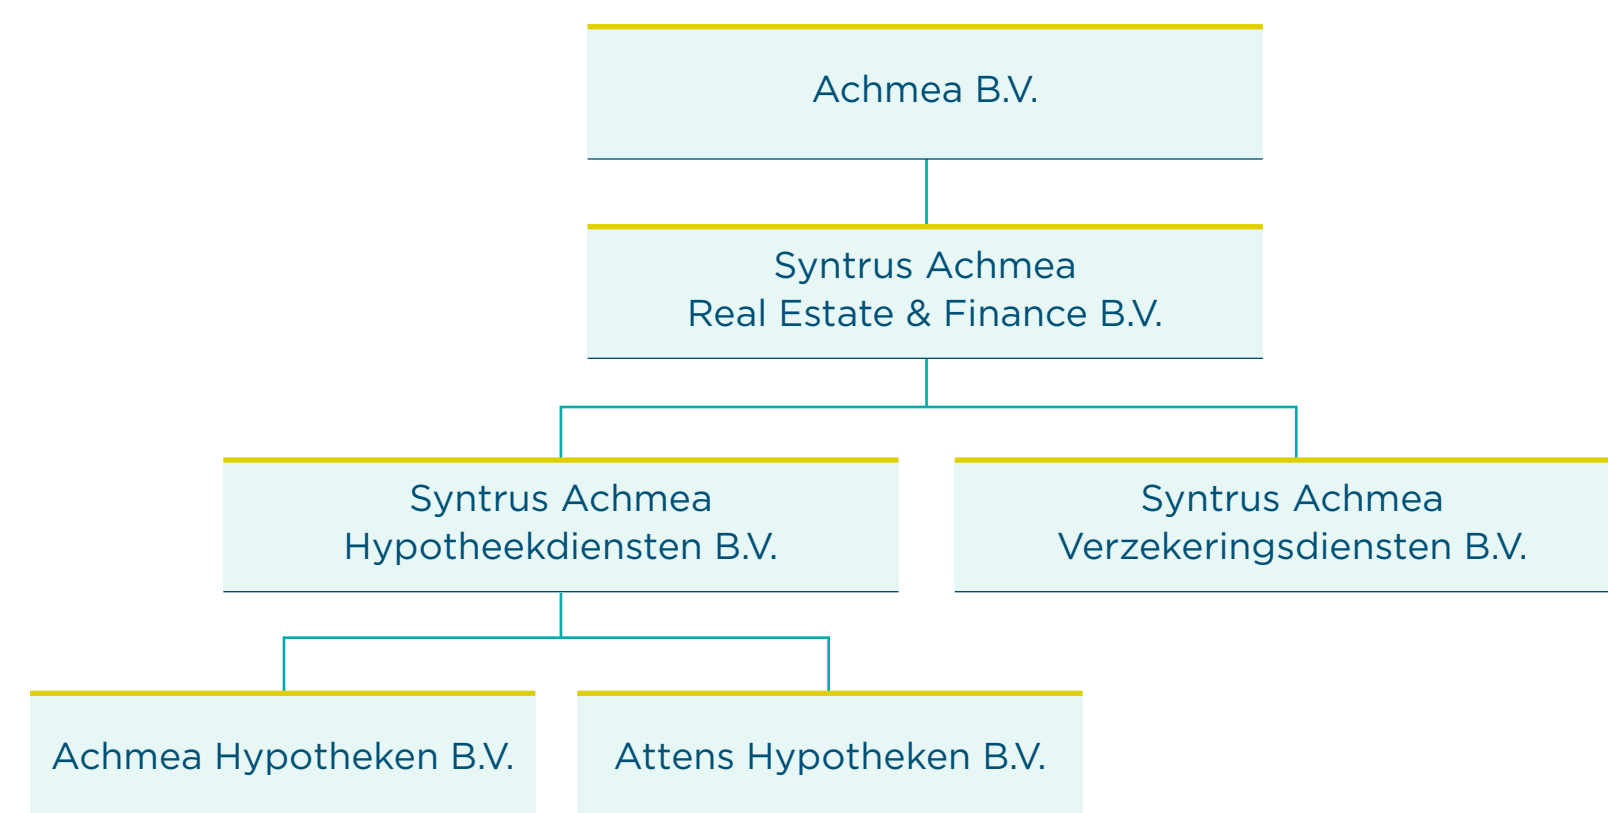 Achmea B.V.
Syntrus Achmea
Real Estate & Finance B.V.
Syntrus Achmea
Hypotheekdiensten B.V.
Syntrus Achmea
Verzekeringsdiensten B.V.
Achmea Hypotheken B.V.
Attens Hypotheken B.V.